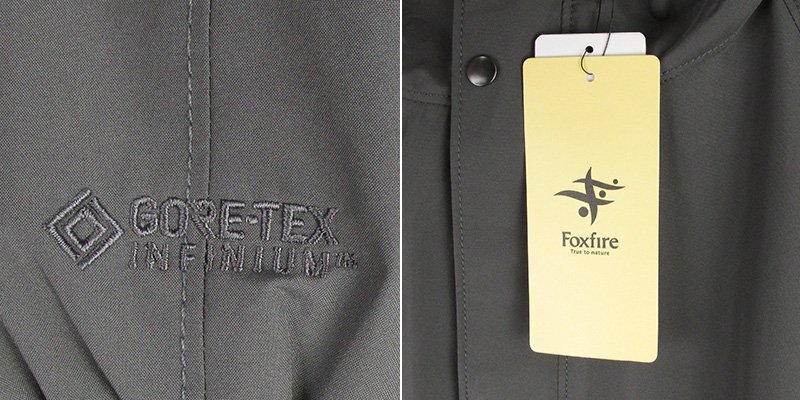 GORE-TEX
INFINIUM™
Foxfire
True to nature